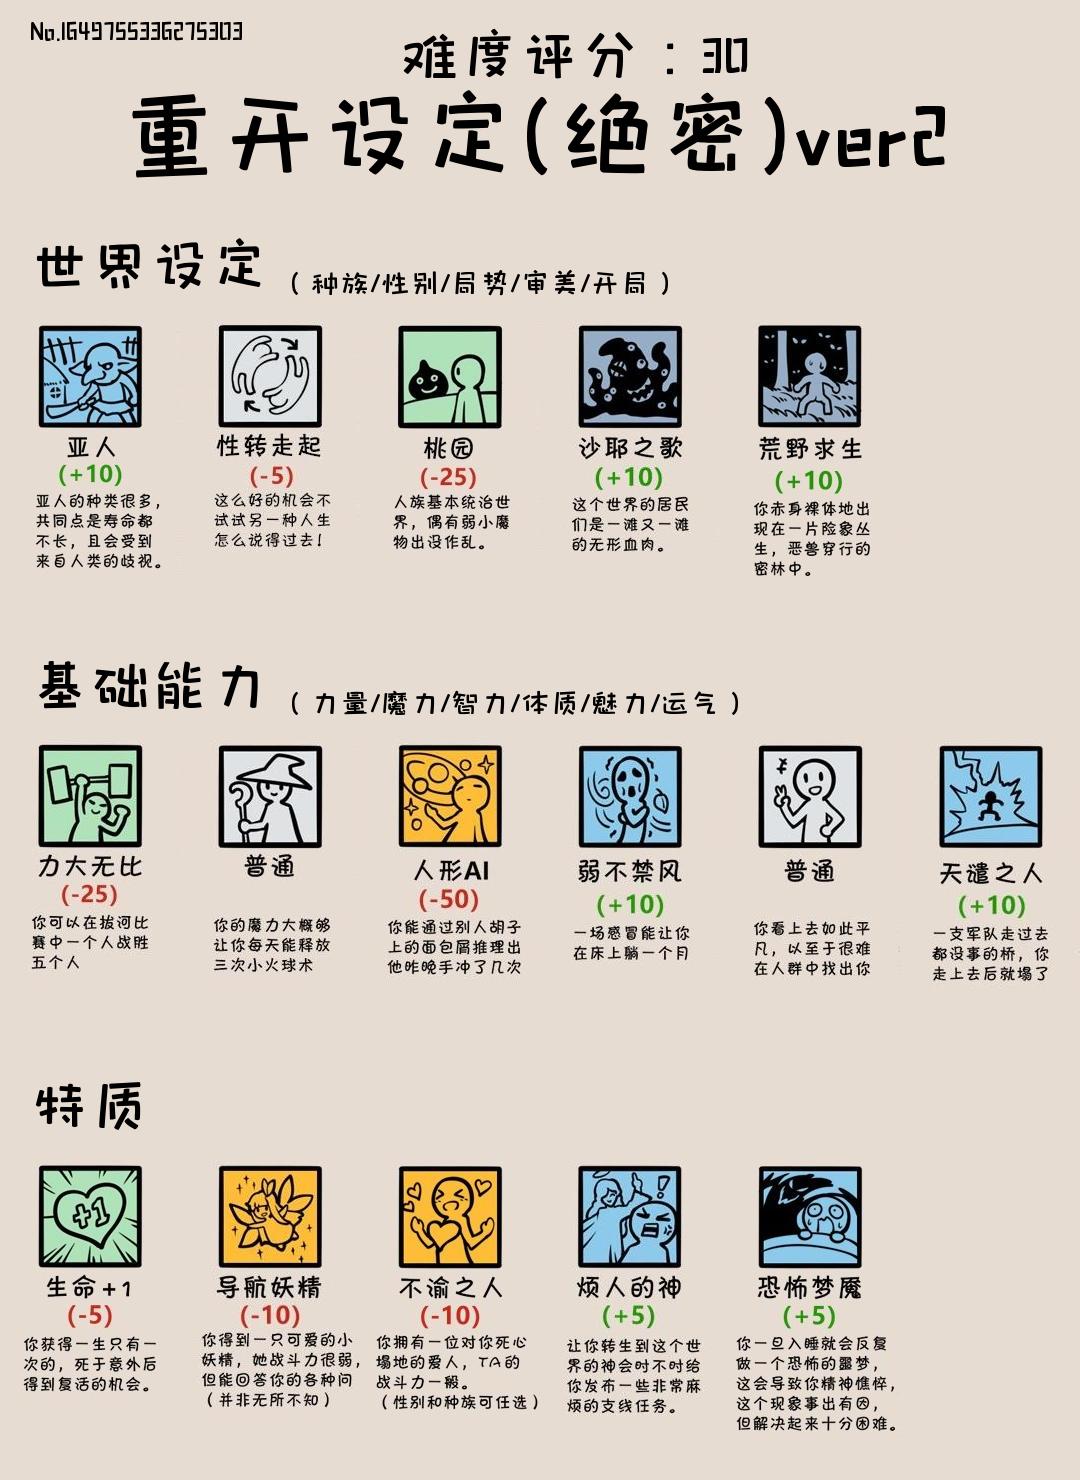 No.1649755336275303
难度评分：30
重开设定(绝密)ver2
世界设定
（种族/性别/局势/审美/开局）
亚人
(+10)
亚人的种类很多，
共同点是寿命都
不长，且会受到
来自人类的歧视。
性转走起
(-5)
这么好的机会不
试试另一种人生
怎么说得过去！
桃园
(-25)
人族基本统治世
界，偶有弱小魔
物出没作乱。
沙耶之歌
(+10)
这个世界的居民
们是一滩又一滩
的无形血肉。
荒野求生
(+10)
你赤身裸体地出
现在一片险象丛
生，恶兽穿行的
密林中。
基础能力
（力量/魔力/智力/体质/魅力/运气）
力大无比
(-25)
你可以在拔河比
赛中一个人战胜
五个人
普通
你的魔力大概够
让你每天能释放
三次小火球术
人形AI
(-50)
你能通过别人胡子
上的面包屑推理出
他昨晚手冲了几次
弱不禁风
(+10)
一场感冒能让你
在床上躺一个月
普通
你看上去如此平
凡，以至于很难
在人群中找出你
天谴之人
(+10)
一支军队走过去
都没事的桥，你
走上去后就塌了
特质
生命+1
(-5)
你获得一生只有一
次的，死于意外后
得到复活的机会。
导航妖精
(-10)
你得到一只可爱的小
妖精，她战斗力很弱，
但能回答你的各种问
（并非无所不知）
不渝之人
(-10)
你拥有一位对你死心
塌地的爱人，TA的
战斗力一般。
（性别和种族可任选）
烦人的神
(+5)
让你转生到这个世
界的神会时不时给
你发布一些非常麻
烦的支线任务。
恐怖梦魇
(+5)
你一旦入睡就会反复
做一个恐怖的噩梦，
这会导致你精神憔悴，
这个现象事出有因，
但解决起来十分困难。